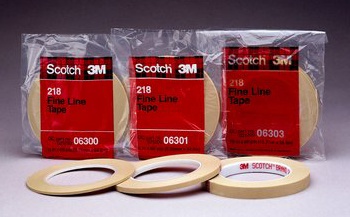 Scotch 3M
218
Fine Line
Tape
06300
Scotch 3M
218
Fine Line
Tape
06301
Scotch 3M
218
Fine Line
Tape
06303
3M SCOTCH BRAND